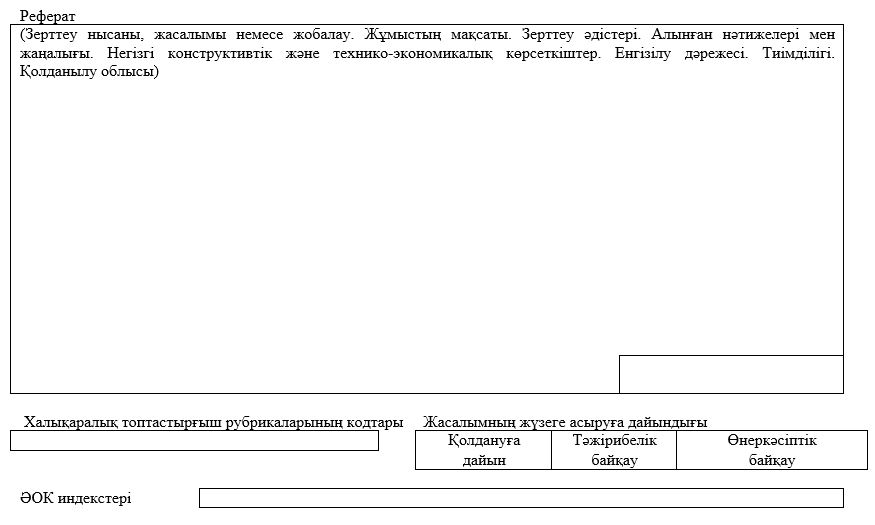 Реферат
(Зерттеу нысаны, жасалымы немесе жобалау. Жұмыстың мақсаты. Зерттеу әдістері. Алынған нәтижелері мен
жаңалығы. Негізгі конструктивтік және технико-экономикалық көрсеткіштер. Енгізілу дәрежесі. Тиімділігі.
Қолданылу облысы)
Халықаралық топтастырғыш рубрикаларының кодтары
Жасалымның жүзеге асыруға дайындығы
Қолдануға
дайын
Тәжірибелік
байқау
Өнеркәсіптік
байқау
ӘОК индекстері